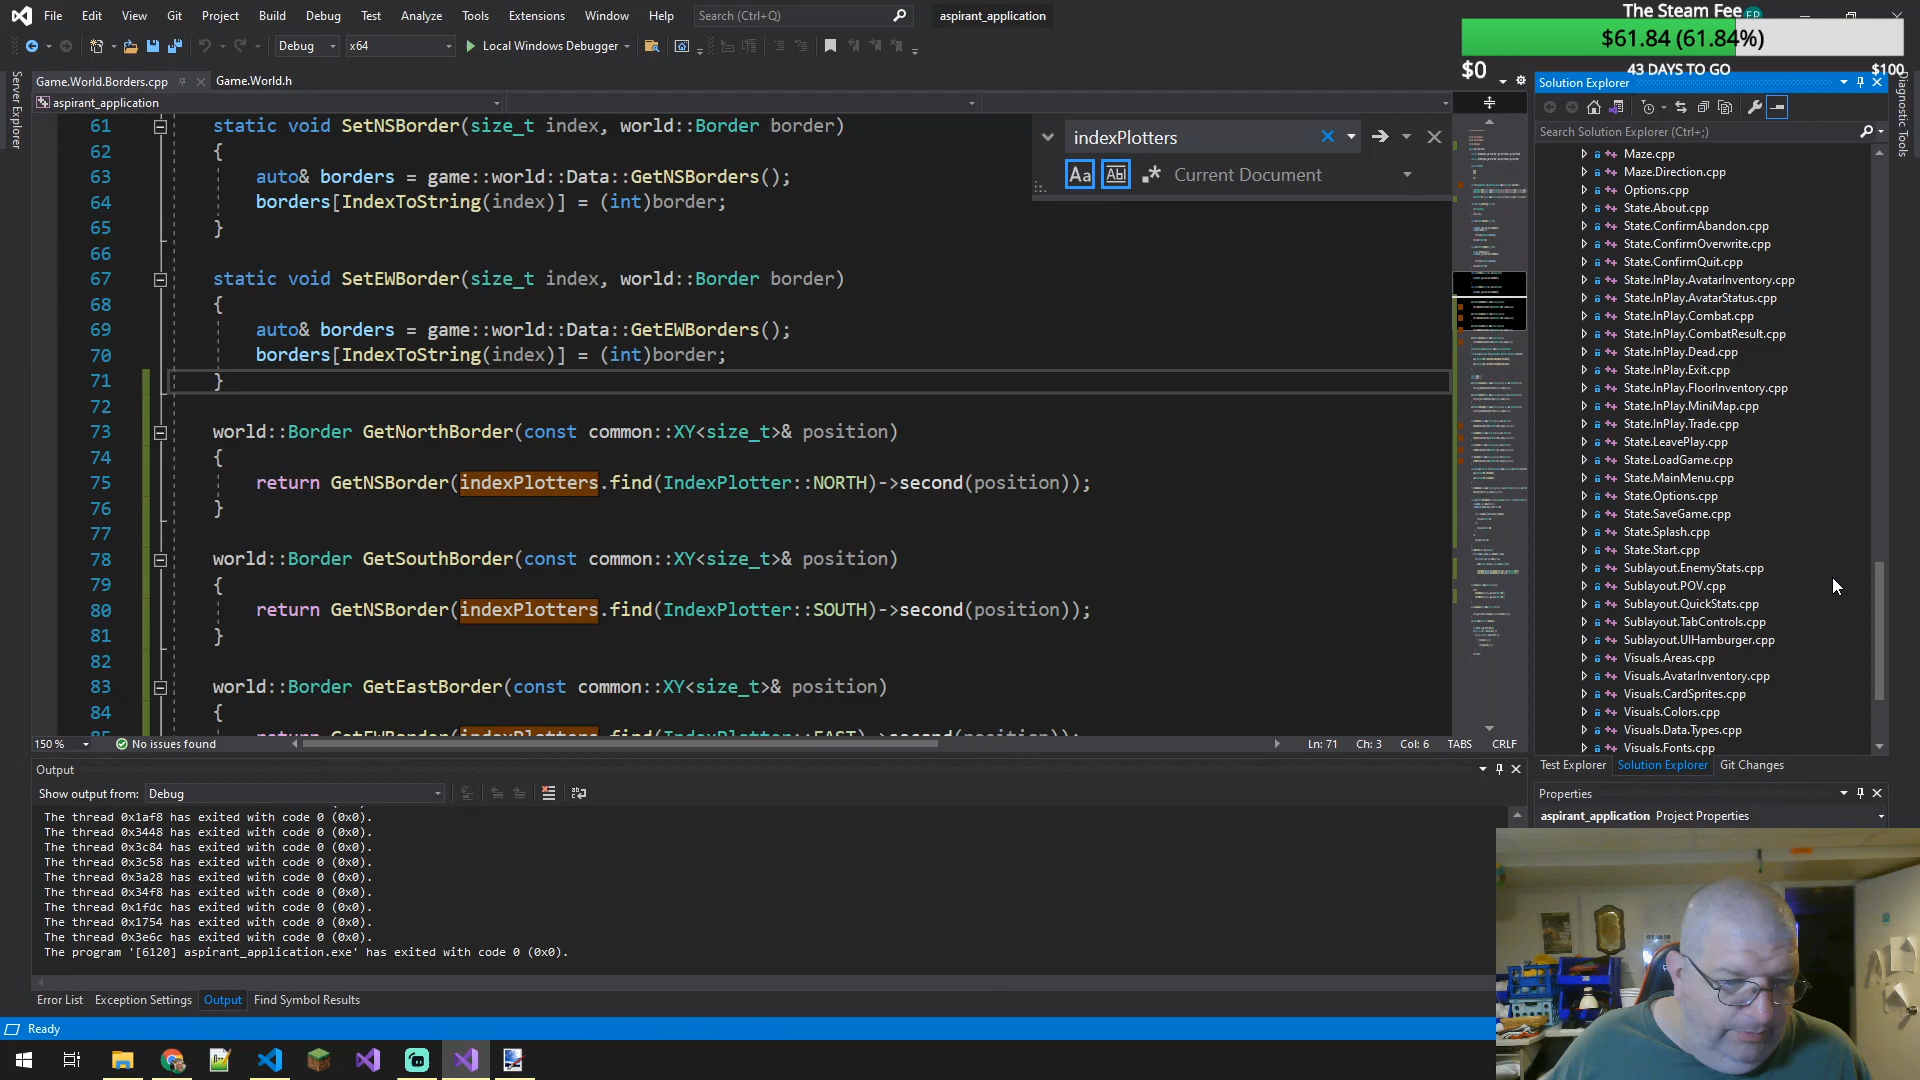 File Edit View Git Project Build Debug Test Analyze Tools Extensions Window Help Search (Ctrl+Q) aspirant_application
The Steam Fee
$61.84 (61.84%)
$0 43 DAYS TO GO $100
Debug x64 Local Windows Debugger
Server Explorer
Game.World.Borders.cpp Game.World.h
aspirant_application
61 static void SetNSBorder(size_t index, world::Border border)
62 {
63 auto& borders = game::world::Data::GetNSBorders();
64 borders[IndexToString(index)] = (int)border;
65 }
66
67 static void SetEWBorder(size_t index, world::Border border)
68 {
69 auto& borders = game::world::Data::GetEWBorders();
70 borders[IndexToString(index)] = (int)border;
71 }
72
73 world::Border GetNorthBorder(const common::XY<size_t>& position)
74 {
75 return GetNSBorder(indexPlotters.find(IndexPlotter::NORTH)->second(position));
76 }
77
78 world::Border GetSouthBorder(const common::XY<size_t>& position)
79 {
80 return GetNSBorder(indexPlotters.find(IndexPlotter::SOUTH)->second(position));
81 }
82
83 world::Border GetEastBorder(const common::XY<size_t>& position)
84 {
indexPlotters
Aa Abl Current Document
150 % No issues found Ln: 71 Ch: 3 Col: 6 TABS CRLF
Output
Show output from: Debug
The thread 0x1af8 has exited with code 0 (0x0).
The thread 0x3448 has exited with code 0 (0x0).
The thread 0x3c84 has exited with code 0 (0x0).
The thread 0x3c58 has exited with code 0 (0x0).
The thread 0x3a28 has exited with code 0 (0x0).
The thread 0x34f8 has exited with code 0 (0x0).
The thread 0x1fdc has exited with code 0 (0x0).
The thread 0x1754 has exited with code 0 (0x0).
The thread 0x3e6c has exited with code 0 (0x0).
The program '[6120] aspirant_application.exe' has exited with code 0 (0x0).
Error List Exception Settings Output Find Symbol Results
Ready
Solution Explorer
Diagnostic Tools
Search Solution Explorer (Ctrl+;)
Maze.cpp
Maze.Direction.cpp
Options.cpp
State.About.cpp
State.ConfirmAbandon.cpp
State.ConfirmOverwrite.cpp
State.ConfirmQuit.cpp
State.InPlay.AvatarInventory.cpp
State.InPlay.AvatarStatus.cpp
State.InPlay.Combat.cpp
State.InPlay.CombatResult.cpp
State.InPlay.Dead.cpp
State.InPlay.Exit.cpp
State.InPlay.FloorInventory.cpp
State.InPlay.MiniMap.cpp
State.InPlay.Trade.cpp
State.LeavePlay.cpp
State.LoadGame.cpp
State.MainMenu.cpp
State.Options.cpp
State.SaveGame.cpp
State.Splash.cpp
State.Start.cpp
Sublayout.EnemyStats.cpp
Sublayout.POV.cpp
Sublayout.QuickStats.cpp
Sublayout.TabControls.cpp
Sublayout.UIHamburger.cpp
Visuals.Areas.cpp
Visuals.AvatarInventory.cpp
Visuals.CardSprites.cpp
Visuals.Colors.cpp
Visuals.Data.Types.cpp
Visuals.Fonts.cpp
Test Explorer Solution Explorer Git Changes
Properties
aspirant_application Project Properties